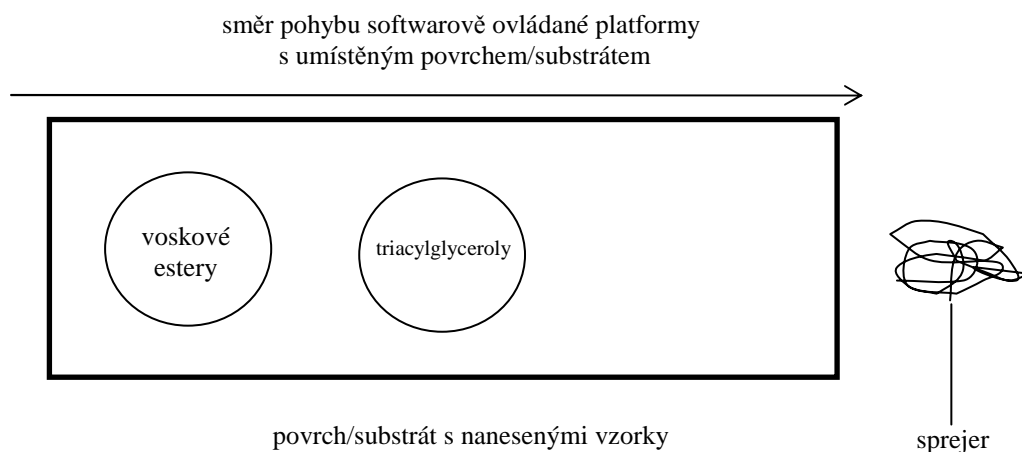 směr pohybu softwarově ovládané platformy
s umístěným povrchem/substrátem
voskové
estery
triacylglyceroly
povrch/substrát s nanesenými vzorky
sprejer